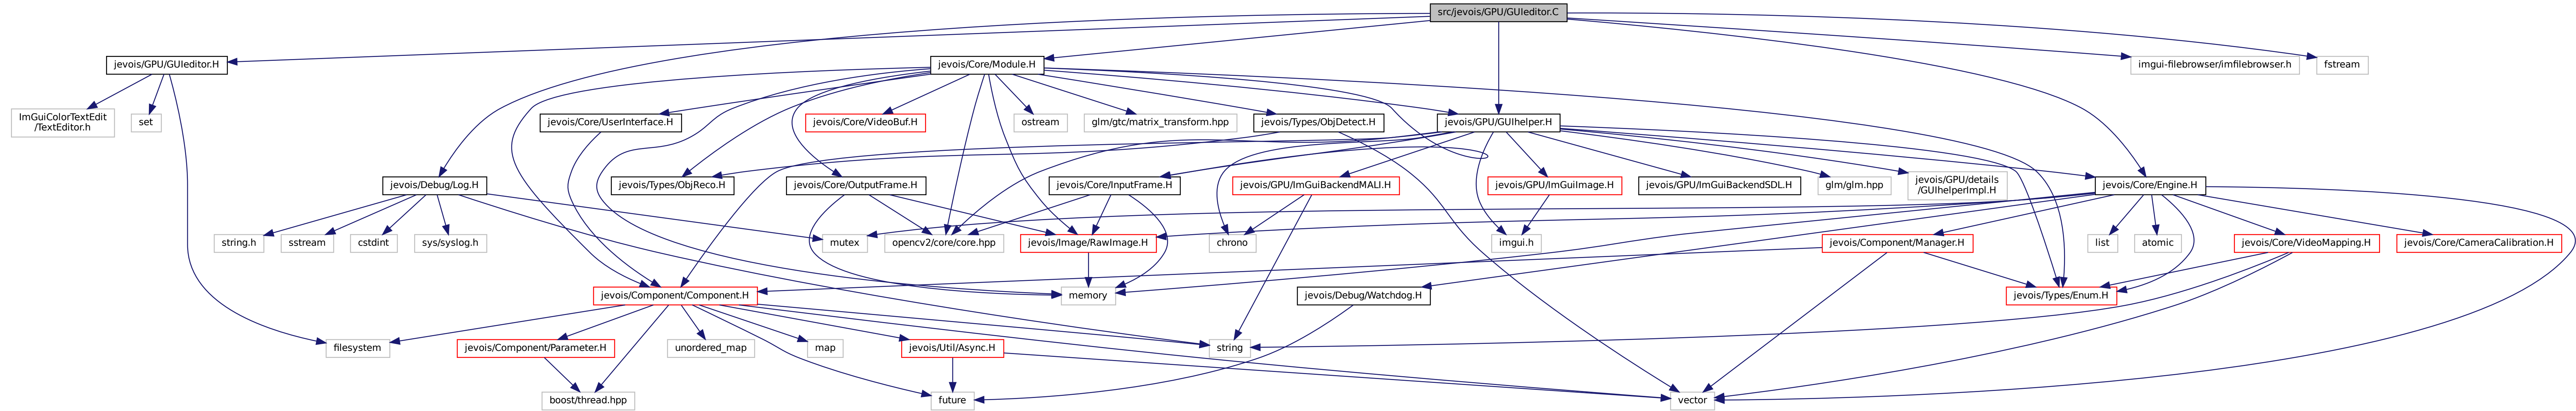 src/jevois/GPU/GUIeditor.C
jevois/GPU/GUIeditor.H
jevois/Core/Module.H
imgui-filebrowser/imfilebrowser.h
fstream
ImGuiColorTextEdit
/TextEditor.h
set
jevois/Core/UserInterface.H
jevois/Core/VideoBuf.H
ostream
glm/gtc/matrix_transform.hpp
jevois/Types/ObjDetect.H
jevois/GPU/GUIhelper.H
jevois/Debug/Log.H
jevois/Types/ObjReco.H
jevois/Core/OutputFrame.H
jevois/Core/InputFrame.H
jevois/GPU/ImGuiBackendMALI.H
jevois/GPU/ImGuiImage.H
jevois/GPU/ImGuiBackendSDL.H
glm/glm.hpp
jevois/GPU/details
/GUIhelperImpl.H
jevois/Core/Engine.H
string.h
sstream
cstdint
sys/syslog.h
mutex
opencv2/core/core.hpp
jevois/Image/RawImage.H
chrono
imgui.h
jevois/Component/Manager.H
list
atomic
jevois/Core/VideoMapping.H
jevois/Core/CameraCalibration.H
jevois/Component/Component.H
memory
jevois/Debug/Watchdog.H
jevois/Types/Enum.H
filesystem
jevois/Component/Parameter.H
unordered_map
map
jevois/Util/Async.H
string
boost/thread.hpp
future
vector